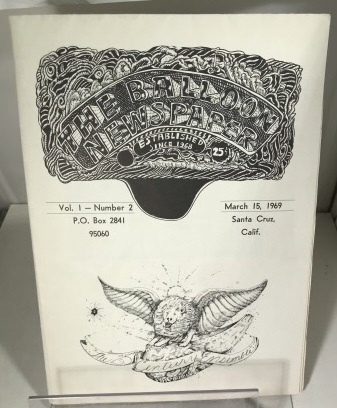 THE BALLOON
NEWSPAPER
ESTABLISHED
SINCE 1268
25¢
Vol. 1 — Number 2
March 15, 1969
P.O. Box 2841
Santa Cruz,
95060
Calif.